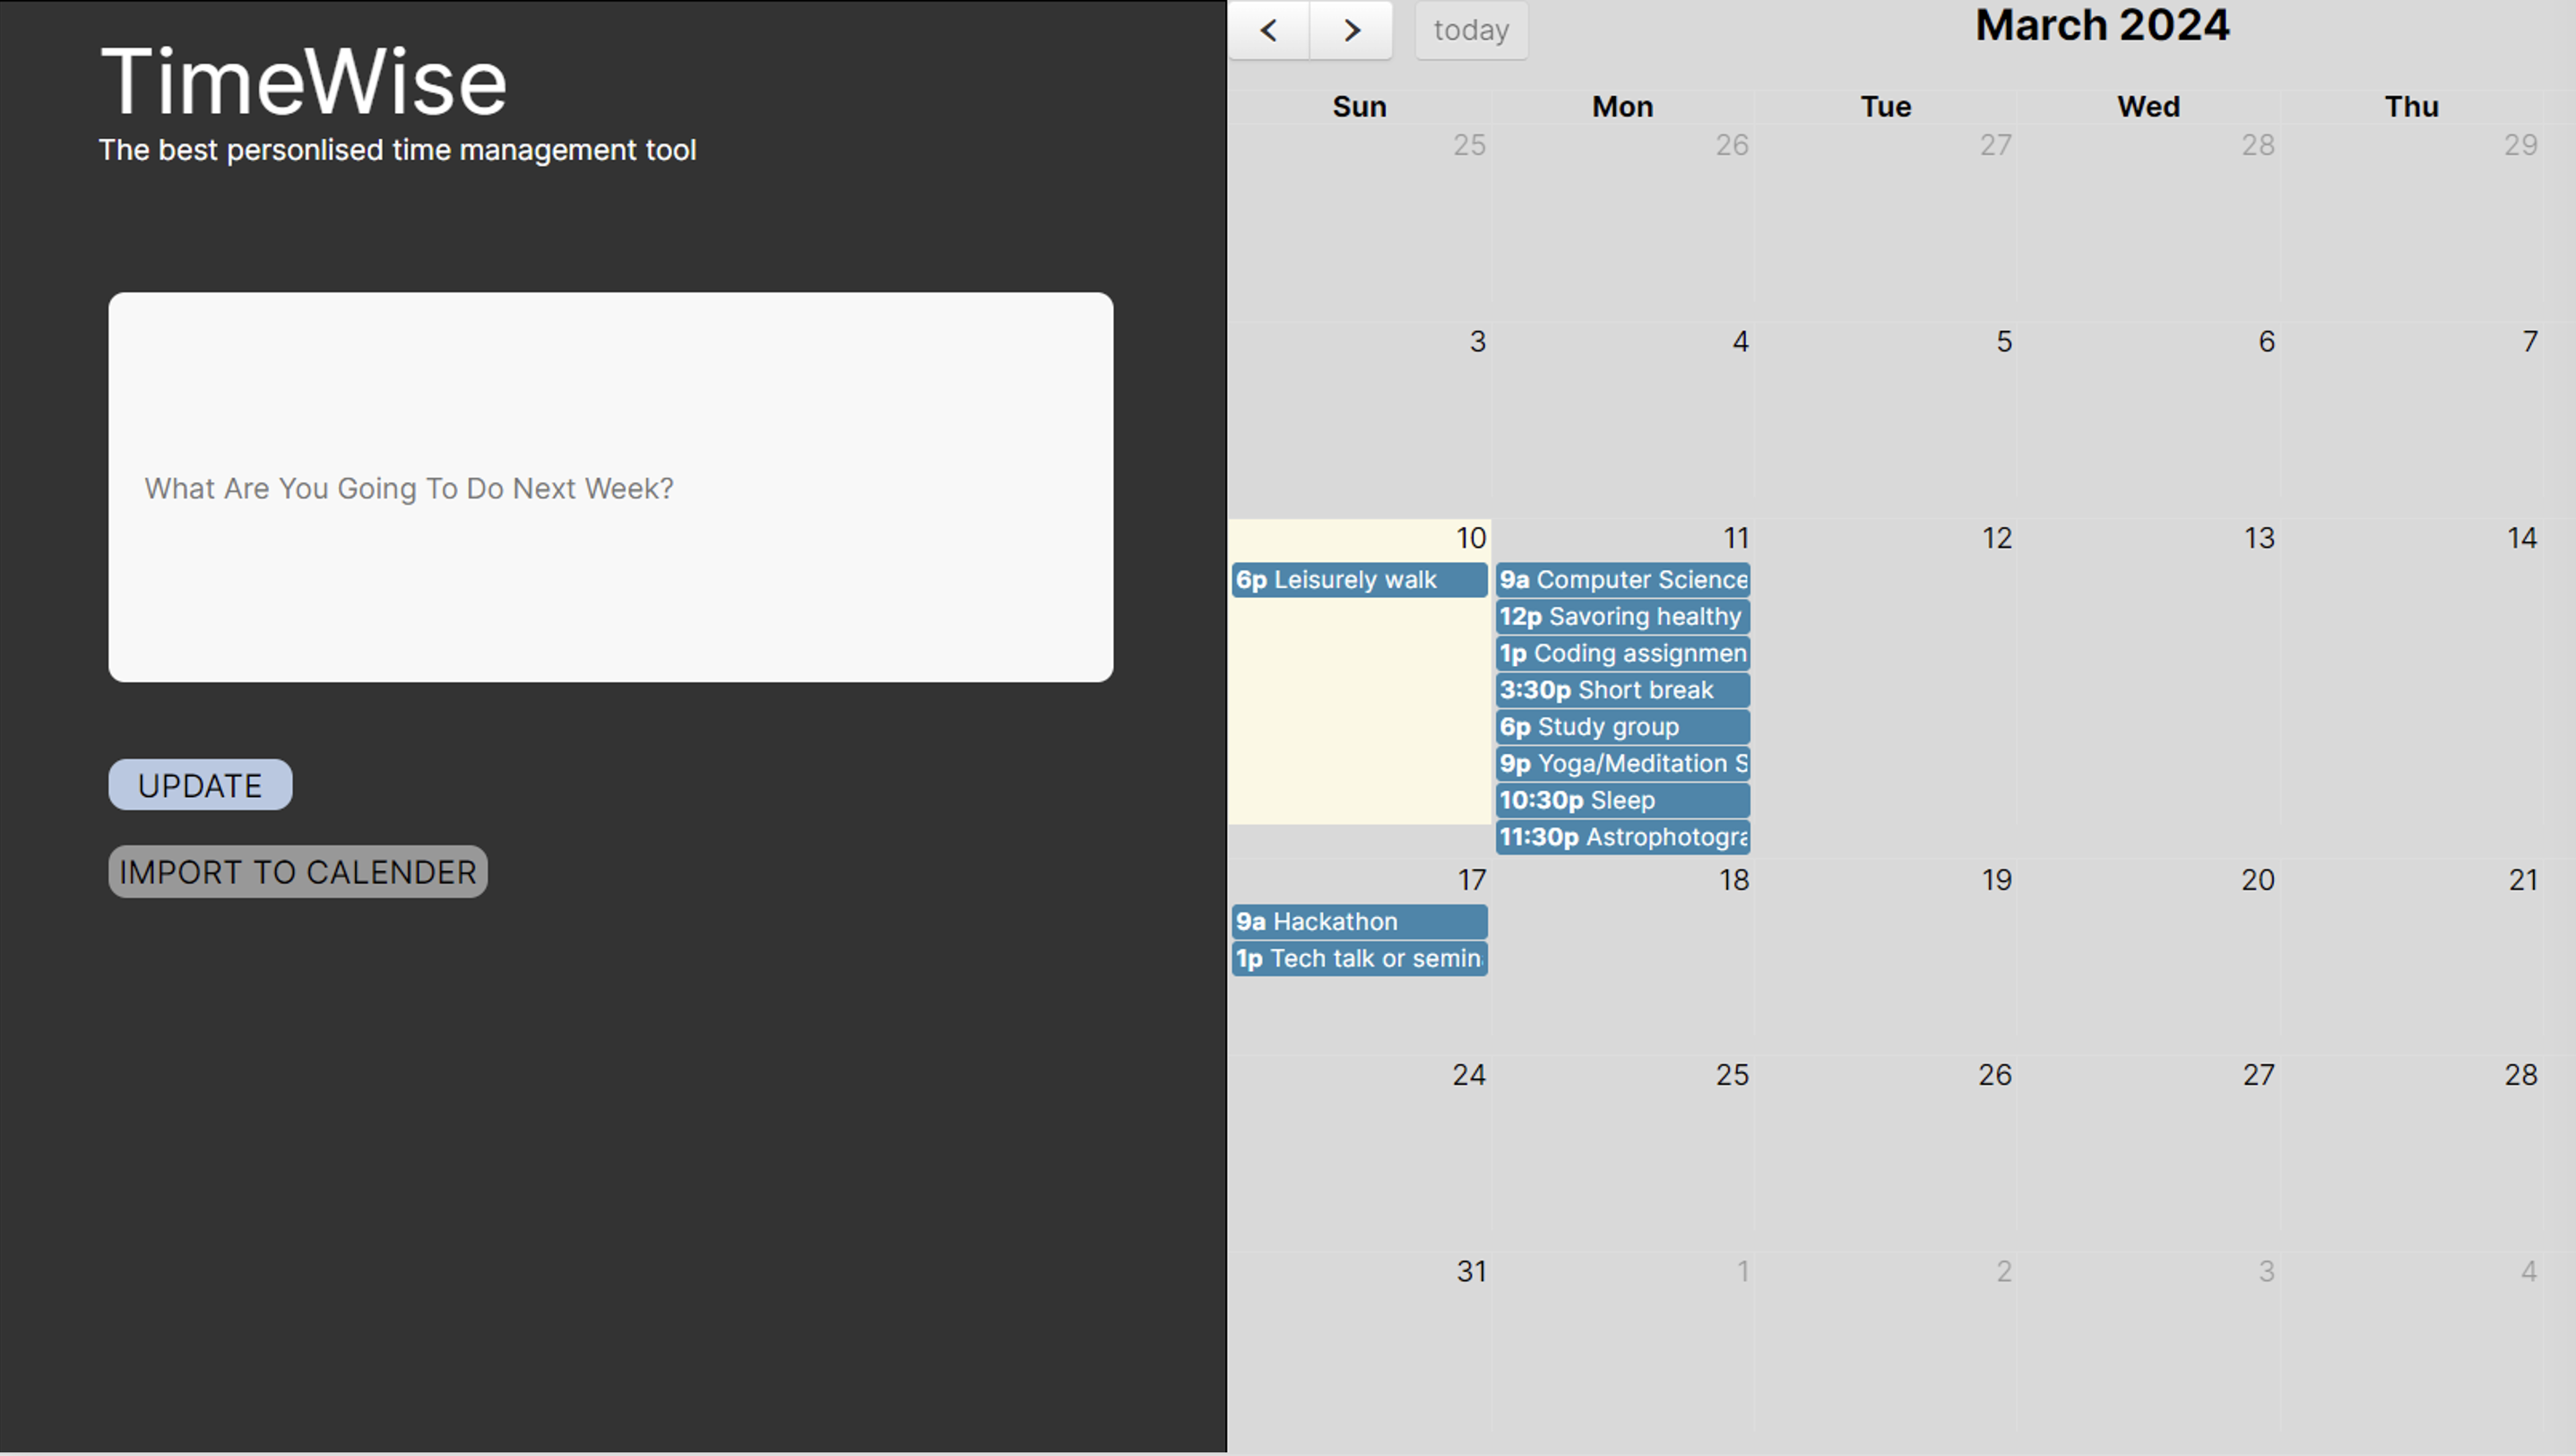 TimeWise
The best personlised time management tool
What Are You Going To Do Next Week?
UPDATE
IMPORT TO CALENDER
< > today
March 2024
Sun Mon Tue Wed Thu
25 26 27 28 29
3 4 5 6 7
10 11 12 13 14
6p Leisurely walk
9a Computer Science
12p Savoring healthy
1p Coding assignmen
3:30p Short break
6p Study group
9p Yoga/Meditation S
10:30p Sleep
11:30p Astrophotogra
17 18 19 20 21
9a Hackathon
1p Tech talk or semin
24 25 26 27 28
31 1 2 3 4